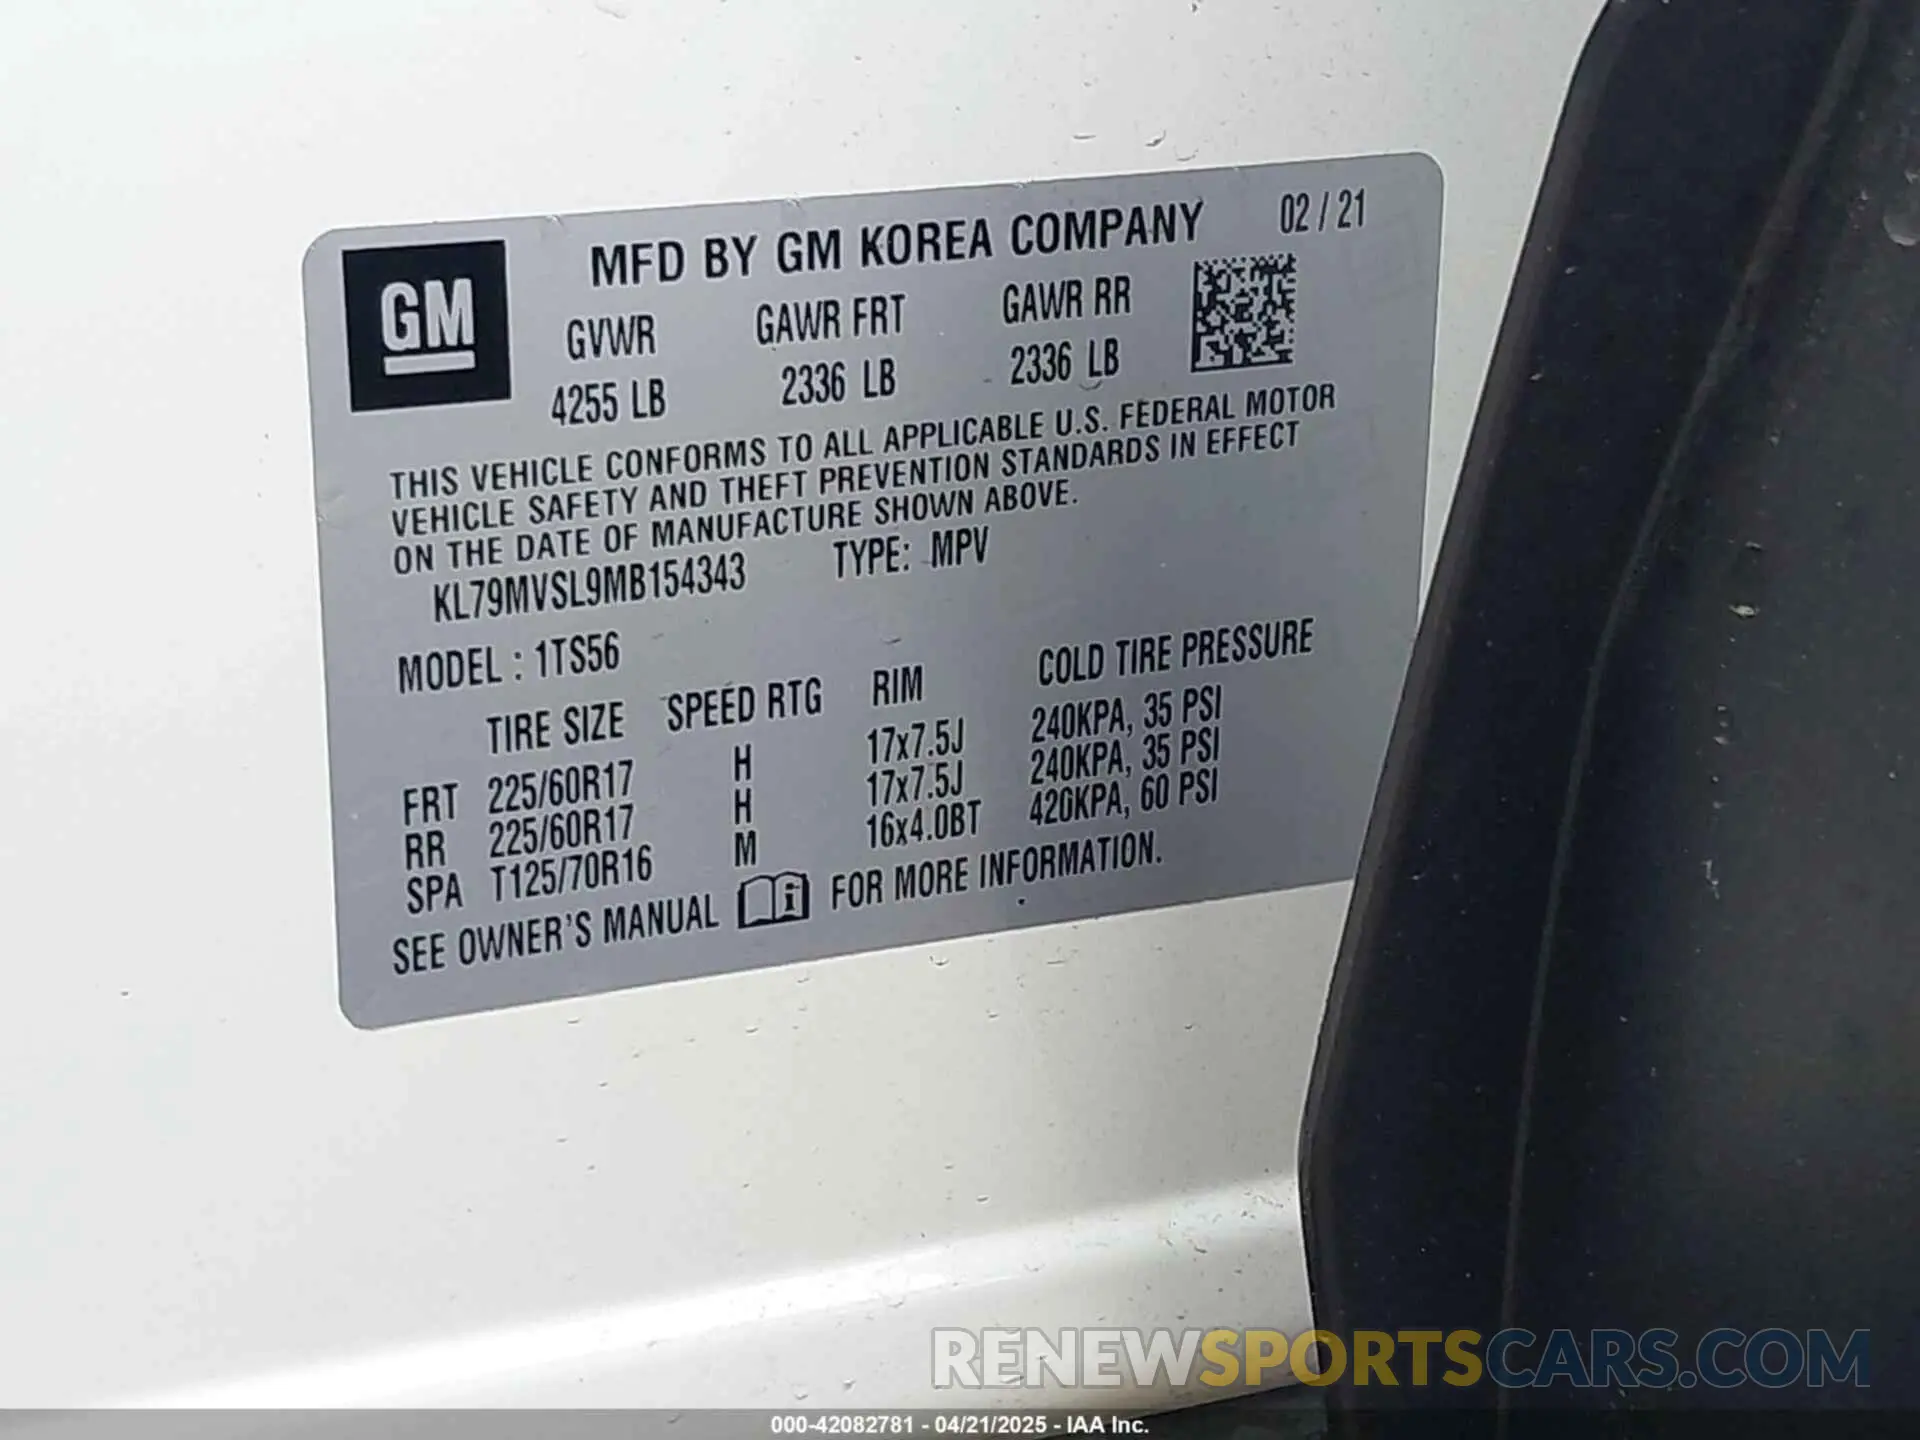 MFD BY GM KOREA COMPANY 02 / 21
GM
GVWR GAWR FRT GAWR RR
4255 LB 2336 LB 2336 LB
THIS VEHICLE CONFORMS TO ALL APPLICABLE U.S. FEDERAL MOTOR
VEHICLE SAFETY AND THEFT PREVENTION STANDARDS IN EFFECT
ON THE DATE OF MANUFACTURE SHOWN ABOVE.
KL79MVSL9MB154343 TYPE: MPV
MODEL : 1TS56
TIRE SIZE SPEED RTG RIM COLD TIRE PRESSURE
FRT 225/60R17 H 17x7.5J 240KPA, 35 PSI
RR 225/60R17 H 17x7.5J 240KPA, 35 PSI
SPA T125/70R16 M 16x4.0BT 420KPA, 60 PSI
SEE OWNER'S MANUAL i FOR MORE INFORMATION.
RENEWSPORTSCARS.COM
000-42082781 - 04/21/2025 - IAA Inc.